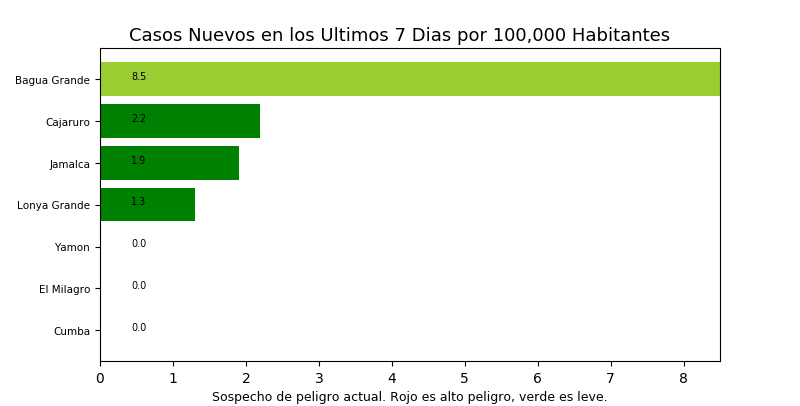 Casos Nuevos en los Ultimos 7 Dias por 100,000 Habitantes
Bagua Grande 8.5
Cajaruro 2.2
Jamalca 1.9
Lonya Grande 1.3
Yamon 0.0
El Milagro 0.0
Cumba 0.0
0 1 2 3 4 5 6 7 8
Sospecho de peligro actual. Rojo es alto peligro, verde es leve.